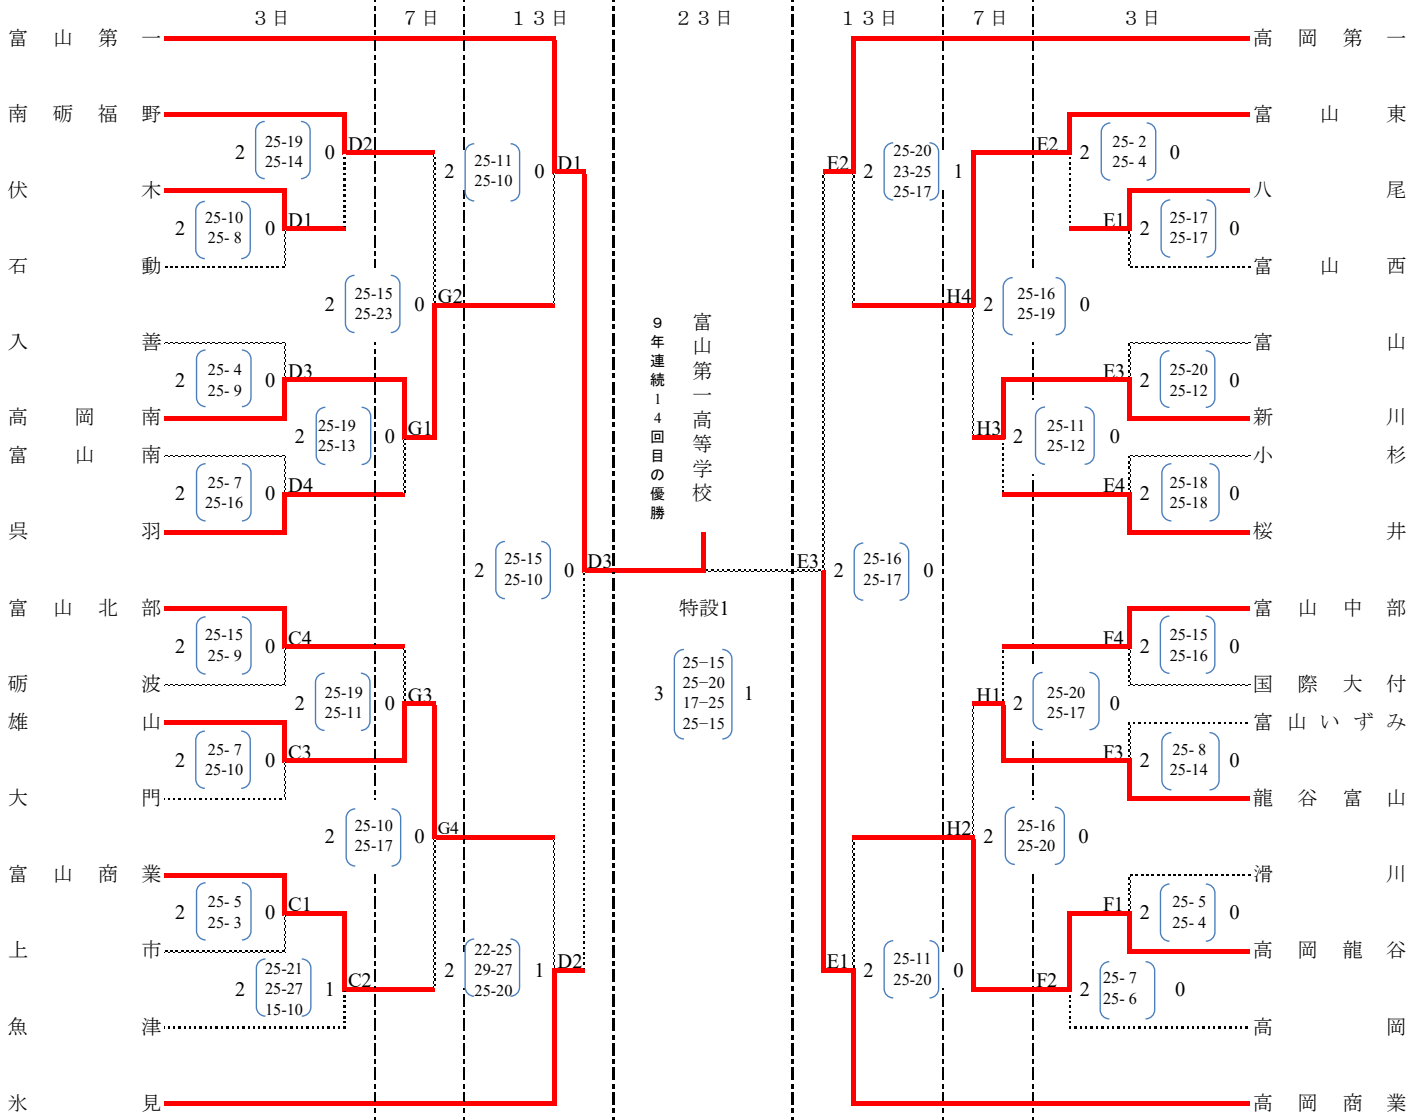 3日 7日 13日 23日 13日 7日 3日
富山第一
南砺福野
2 25-19 25-14 0 D2
伏木
2 25-10 25- 8 0 D1
石動
2 25-11 25-10 0 D1
2 25-15 25-23 0 G2
入善
2 25- 4 25- 9 0 D3
高岡南
2 25-19 25-13 0 G1
富山南
2 25- 7 25-16 0 D4
呉羽
2 25-15 25-10 0 D3
富山北部
2 25-15 25- 9 0 C4
砺波
2 25-19 25-11 0 G3
雄山
2 25- 7 25-10 0 C3
大門
2 25-10 25-17 0 G4
富山商業
2 25- 5 25- 3 0 C1
上市
2 25-21 25-27 15-10 1 C2
魚津
2 22-25 29-27 25-20 1 D2
氷見
富山第一高等学校
9年連続14回目の優勝
特設1
3 25−15 25−20 17−25 25−15 1
高岡第一
富山東
E2 2 25- 2 25- 4 0
八尾
E1 2 25-17 25-17 0
富山西
E2 2 25-20 23-25 25-17 1
H4 2 25-16 25-19 0
富山
E3 2 25-20 25-12 0
新川
H3 2 25-11 25-12 0
小杉
E4 2 25-18 25-18 0
桜井
E3 2 25-16 25-17 0
富山中部
F4 2 25-15 25-16 0
国際大付
H1 2 25-20 25-17 0
富山いずみ
F3 2 25- 8 25-14 0
龍谷富山
H2 2 25-16 25-20 0
滑川
F1 2 25- 5 25- 4 0
高岡龍谷
F2 2 25- 7 25- 6 0
高岡
E1 2 25-11 25-20 0
高岡商業